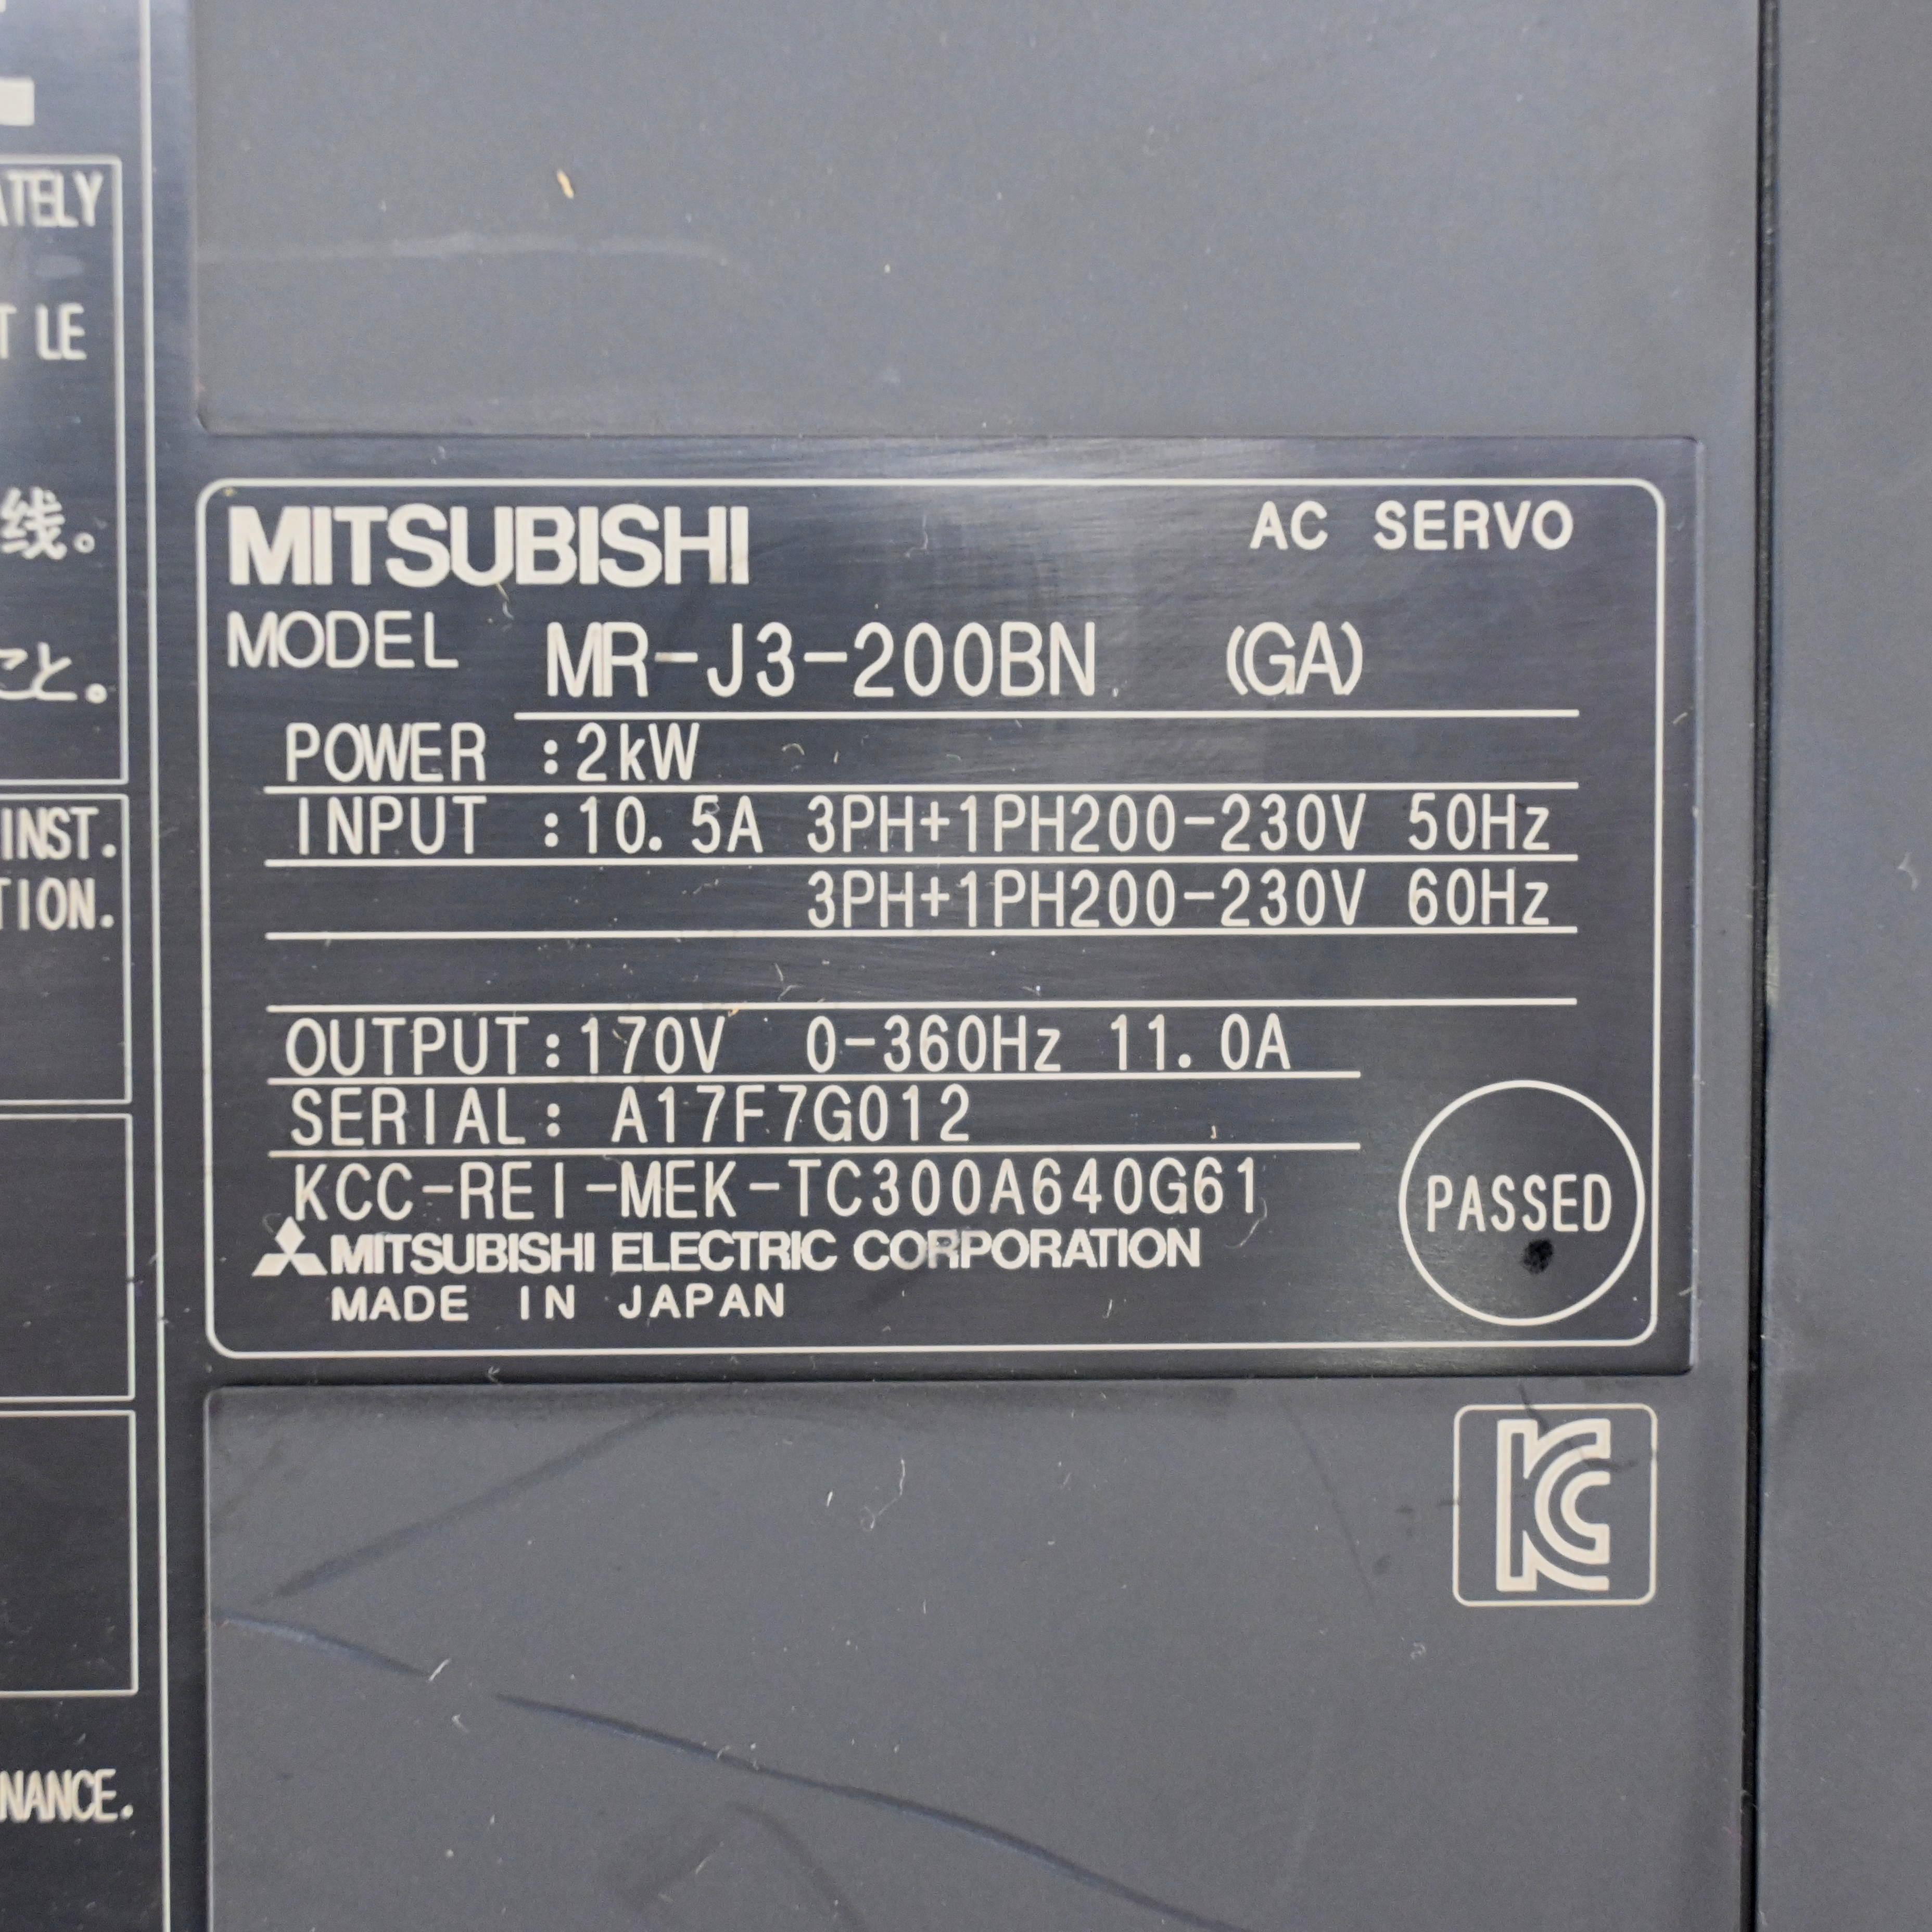 ATELY
T LE
线。
こと。
INST.
TION.
NANCE.
MITSUBISHI AC SERVO
MODEL MR-J3-200BN (GA)
POWER :2kW
INPUT :10.5A 3PH+1PH200-230V 50Hz
3PH+1PH200-230V 60Hz
OUTPUT:170V 0-360Hz 11.0A
SERIAL: A17F7G012
KCC-REI-MEK-TC300A640G61
MITSUBISHI ELECTRIC CORPORATION
MADE IN JAPAN
PASSED
KC